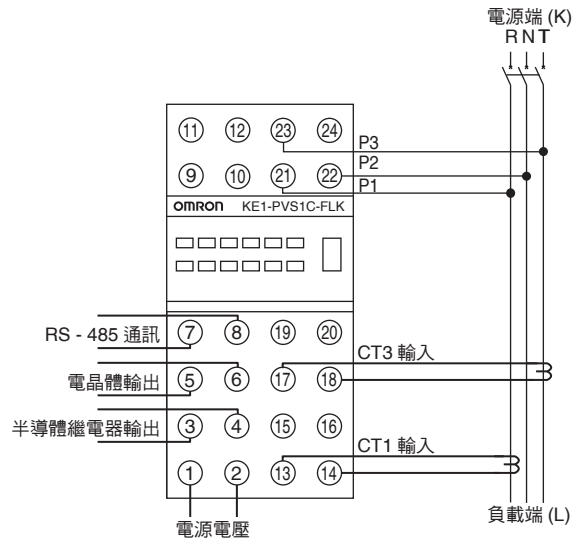 電源端 (K)
R N T
⑪ ⑫ ㉓ ㉔
P3
⑨ ⑩ ㉑ ㉒
P2
P1
OMRON KE1-PVS1C-FLK
RS - 485 通訊
⑦ ⑧ ⑲ ⑳
CT3 輸入
電晶體輸出
⑤ ⑥ ⑰ ⑱
半導體繼電器輸出
③ ④ ⑮ ⑯
CT1 輸入
① ② ⑬ ⑭
電源電壓
負載端 (L)